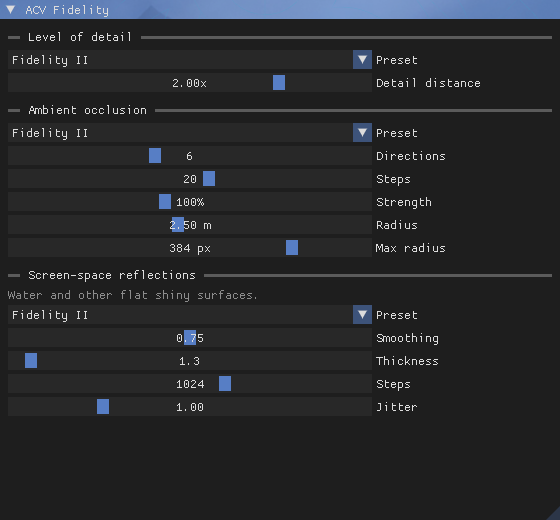 ACV Fidelity
Level of detail
Fidelity II Preset
2.00x Detail distance
Ambient occlusion
Fidelity II Preset
6 Directions
20 Steps
100% Strength
2.50 m Radius
384 px Max radius
Screen-space reflections
Water and other flat shiny surfaces.
Fidelity II Preset
0.75 Smoothing
1.3 Thickness
1024 Steps
1.00 Jitter